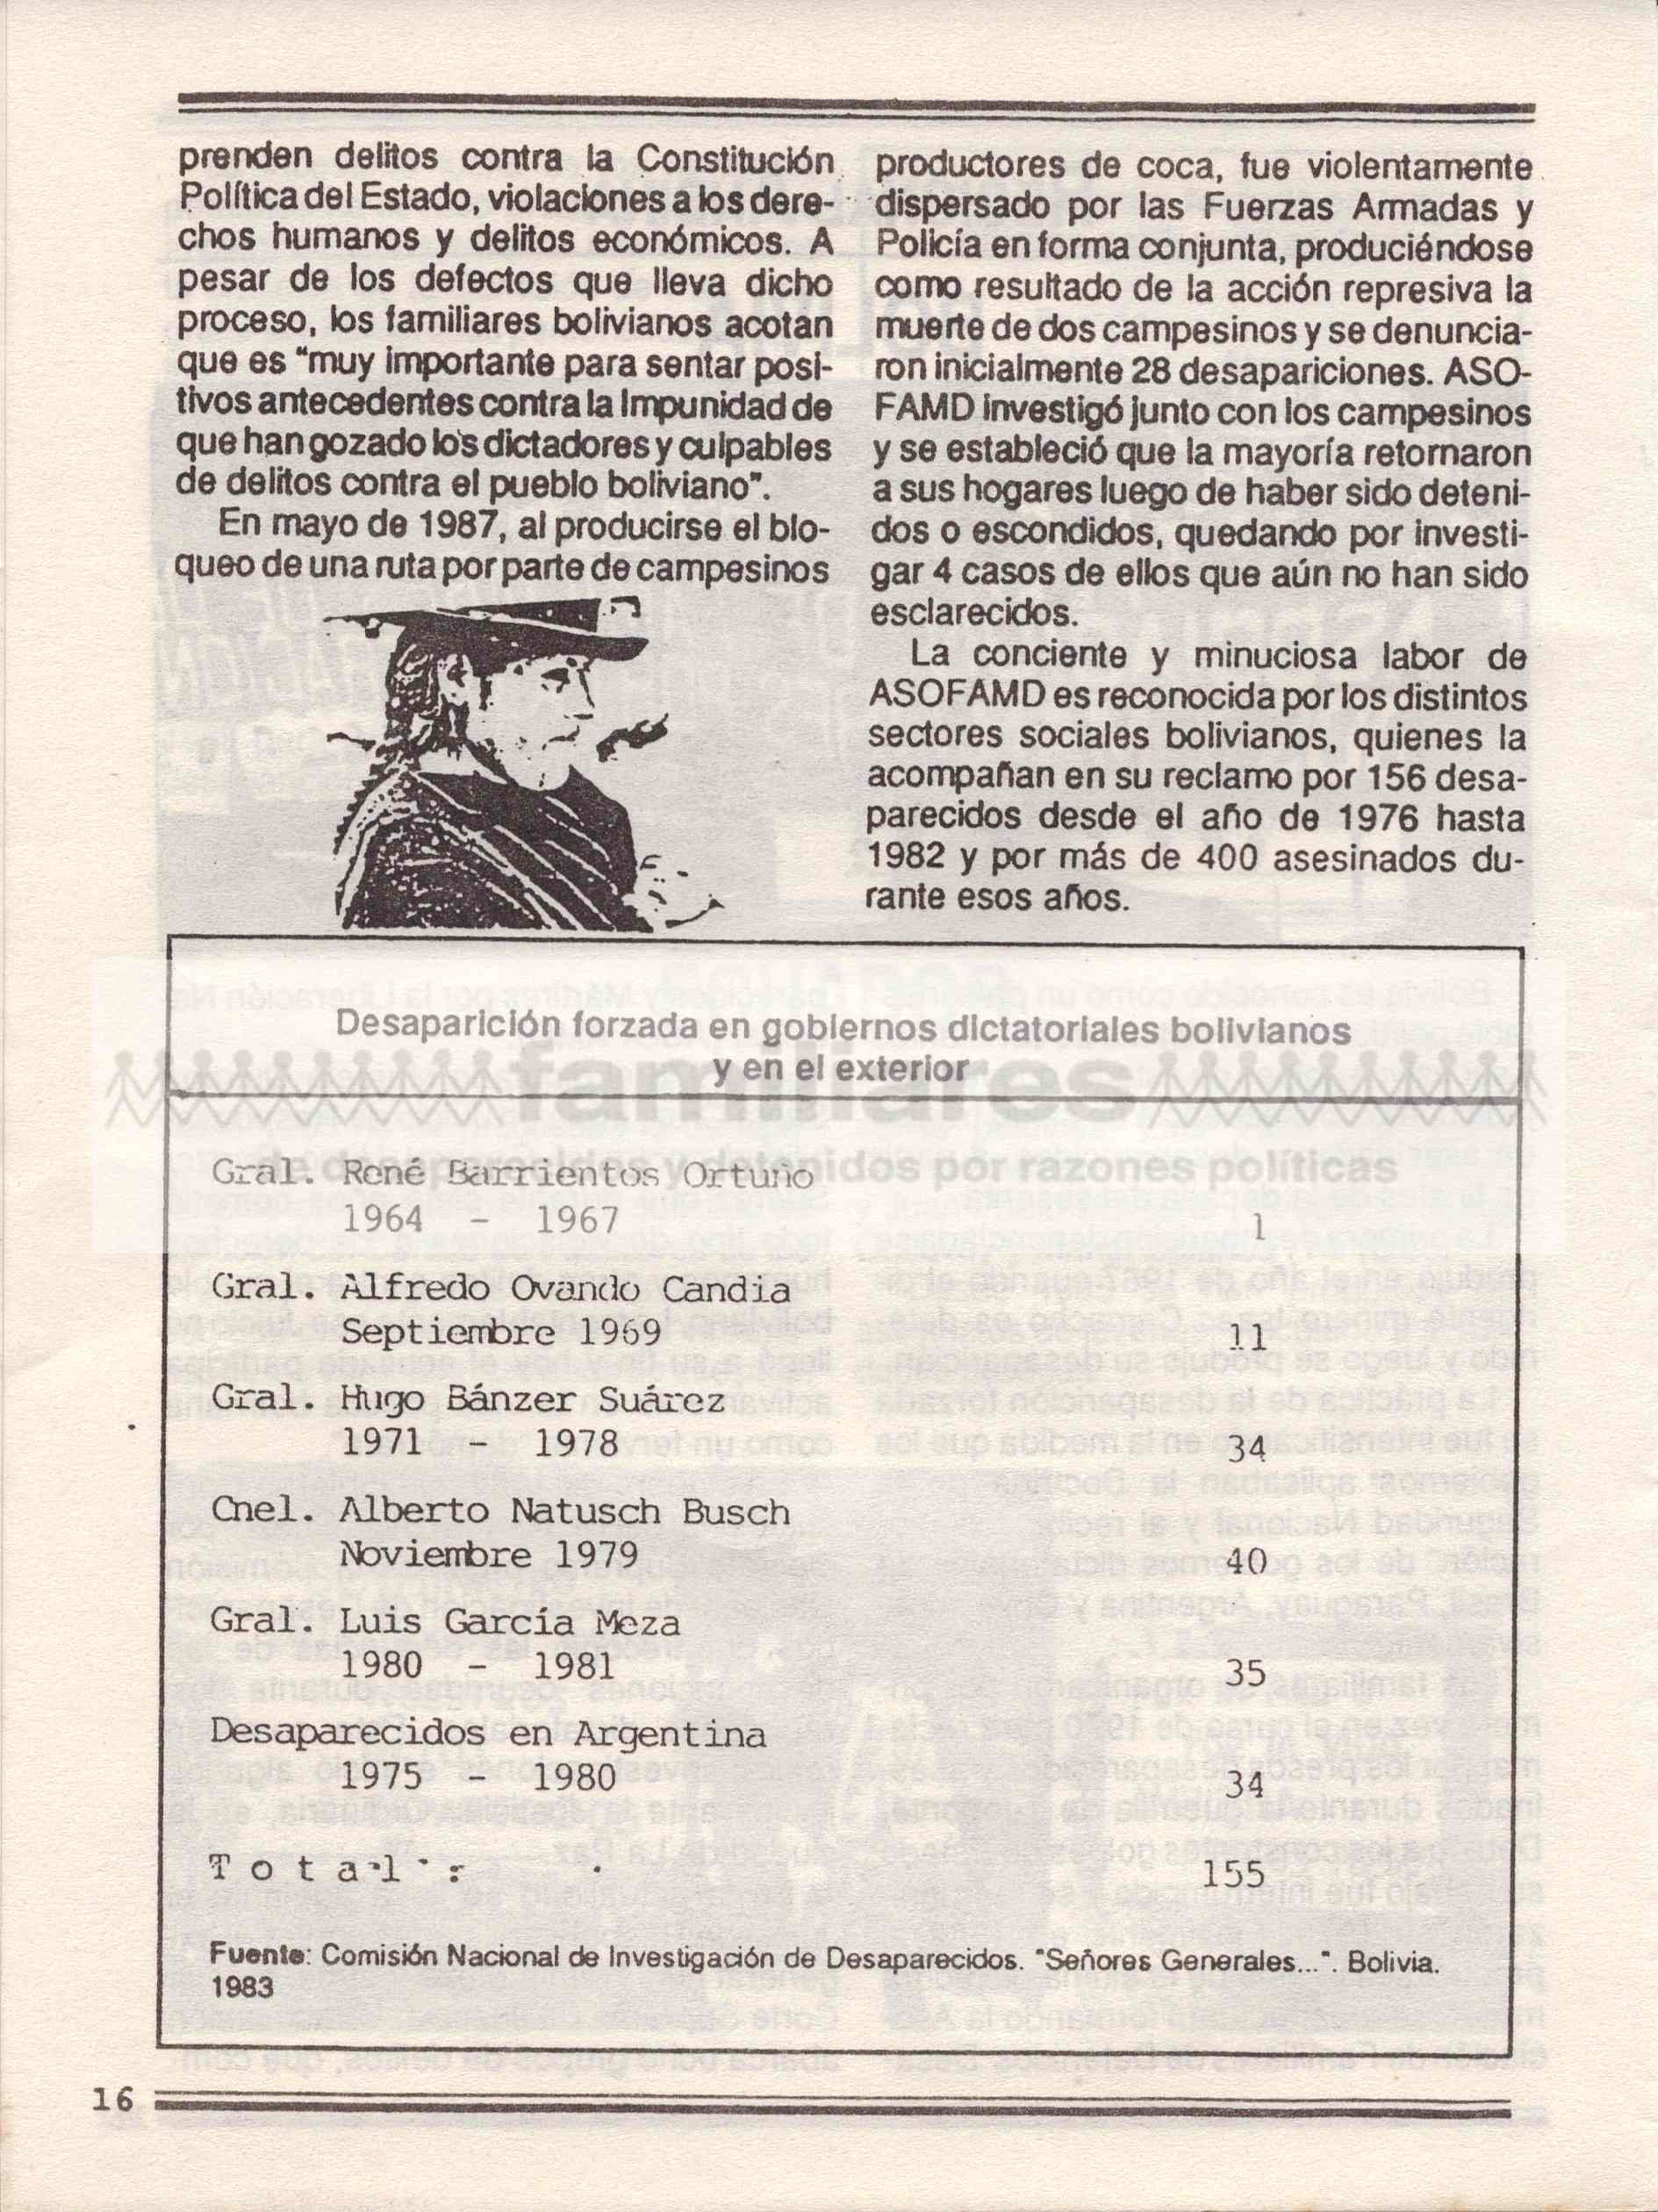 prenden delitos contra la Constitución
Política del Estado, violaciones a los dere-
chos humanos y delitos económicos. A
pesar de los defectos que lleva dicho
proceso, los familiares bolivianos acotan
que es “muy importante para sentar posi-
tivos antecedentes contra la impunidad de
que han gozado los dictadores y culpables
de delitos contra el pueblo boliviano”.
En mayo de 1987, al producirse el blo-
queo de una ruta por parte de campesinos
productores de coca, fue violentamente
dispersado por las Fuerzas Armadas y
Policía en forma conjunta, produciéndose
como resultado de la acción represiva la
muerte de dos campesinos y se denuncia-
ron inicialmente 28 desapariciones. ASO-
FAMD investigó junto con los campesinos
y se estableció que la mayoría retornaron
a sus hogares luego de haber sido deteni-
dos o escondidos, quedando por investi-
gar 4 casos de ellos que aún no han sido
esclarecidos.
La conciente y minuciosa labor de
ASOFAMD es reconocida por los distintos
sectores sociales bolivianos, quienes la
acompañan en su reclamo por 156 desa-
parecidos desde el año de 1976 hasta
1982 y por más de 400 asesinados du-
rante esos años.
Desaparición forzada en gobiernos dictatoriales bolivianos
y en el exterior
familiares
de desaparecidos y detenidos por razones políticas
Gral. René Barrientos Ortuño
1964 - 1967 1
Gral. Alfredo Ovando Candia
Septiembre 1969 11
Gral. Hugo Bánzer Suárez
1971 - 1978 34
Cnel. Alberto Natusch Busch
Noviembre 1979 40
Gral. Luis García Meza
1980 - 1981 35
Desaparecidos en Argentina
1975 - 1980 34
T o t a l : 155
Fuente: Comisión Nacional de Investigación de Desaparecidos. "Señores Generales...". Bolivia.
1983
16